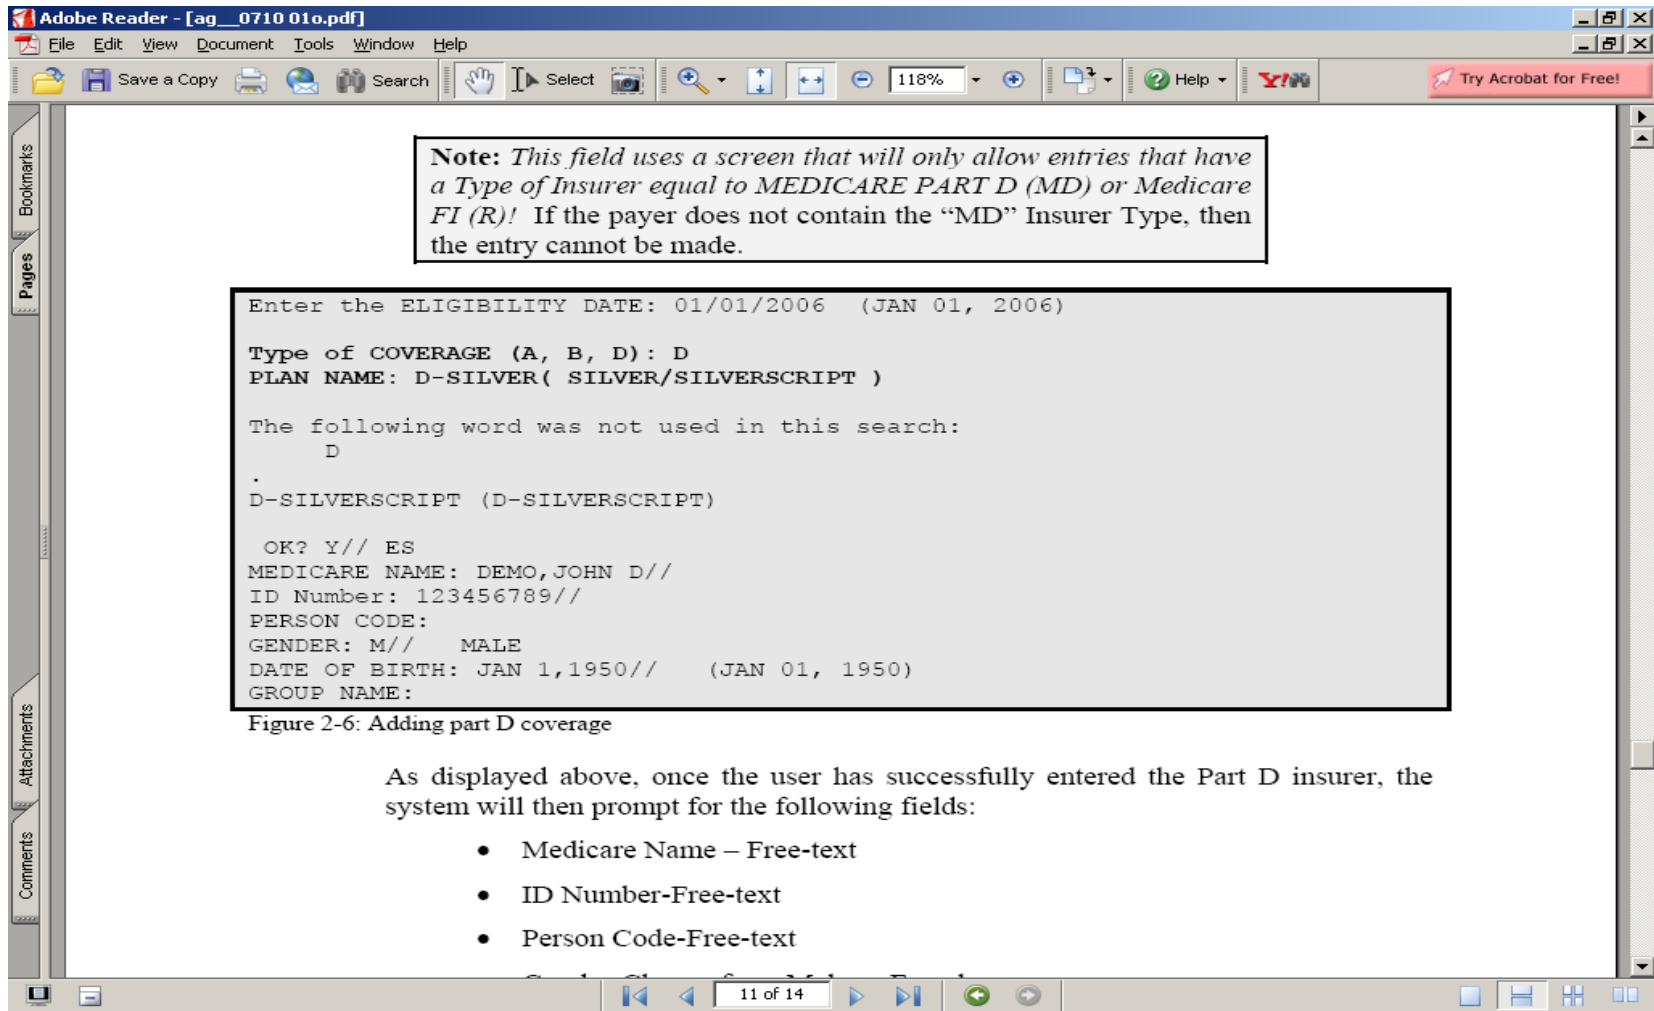 Adobe Reader - [ag__0710 01o.pdf]
File Edit View Document Tools Window Help
Save a Copy Search Select 118% Help Y! Try Acrobat for Free!
Bookmarks
Pages
Attachments
Comments
Note: This field uses a screen that will only allow entries that have
a Type of Insurer equal to MEDICARE PART D (MD) or Medicare
FI (R)! If the payer does not contain the “MD” Insurer Type, then
the entry cannot be made.
Enter the ELIGIBILITY DATE: 01/01/2006 (JAN 01, 2006)
Type of COVERAGE (A, B, D): D
PLAN NAME: D-SILVER( SILVER/SILVERSCRIPT )
The following word was not used in this search:
D
.
D-SILVERSCRIPT (D-SILVERSCRIPT)
OK? Y// ES
MEDICARE NAME: DEMO,JOHN D//
ID Number: 123456789//
PERSON CODE:
GENDER: M// MALE
DATE OF BIRTH: JAN 1,1950// (JAN 01, 1950)
GROUP NAME:
Figure 2-6: Adding part D coverage
As displayed above, once the user has successfully entered the Part D insurer, the
system will then prompt for the following fields:
• Medicare Name – Free-text
• ID Number-Free-text
• Person Code-Free-text
11 of 14